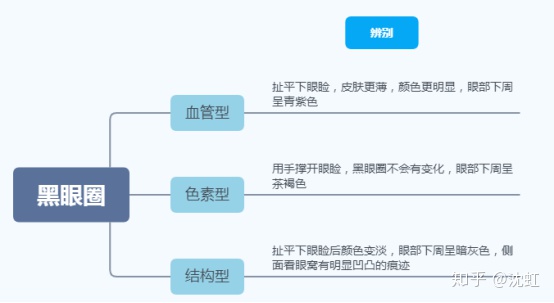 辨别
扯平下眼睑，皮肤更薄，颜色更明显，眼部下周
呈青紫色
血管型
用手撑开眼睑，黑眼圈不会有变化，眼部下周呈
茶褐色
黑眼圈
色素型
扯平下眼睑后颜色变淡，眼部下周呈暗灰色，侧
面看眼窝有明显凹凸的痕迹
结构型
知乎 @沈虹